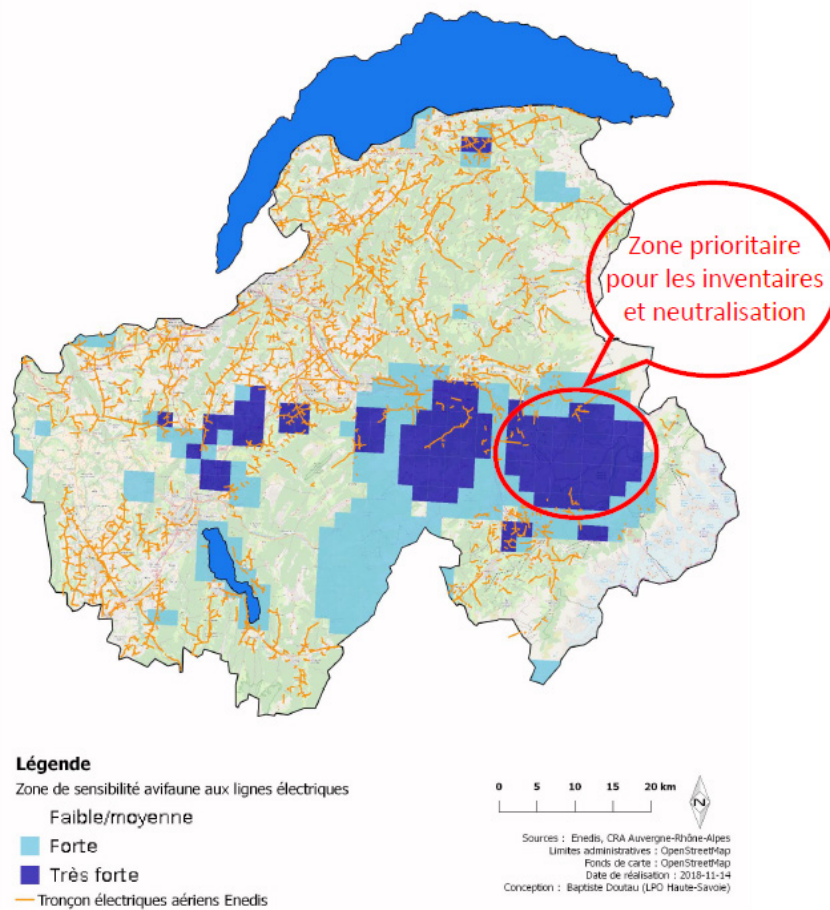 Zone prioritaire
pour les inventaires
et neutralisation
Légende
Zone de sensibilité avifaune aux lignes électriques
Faible/moyenne
Forte
Très forte
Tronçon électriques aériens Enedis
0 5 10 15 20 km
N
Sources : Enedis, CRA Auvergne-Rhône-Alpes
Limites administratives : OpenStreetMap
Fonds de carte : OpenStreetMap
Date de réalisation : 2018-11-14
Conception : Baptiste Doutau (LPO Haute-Savoie)